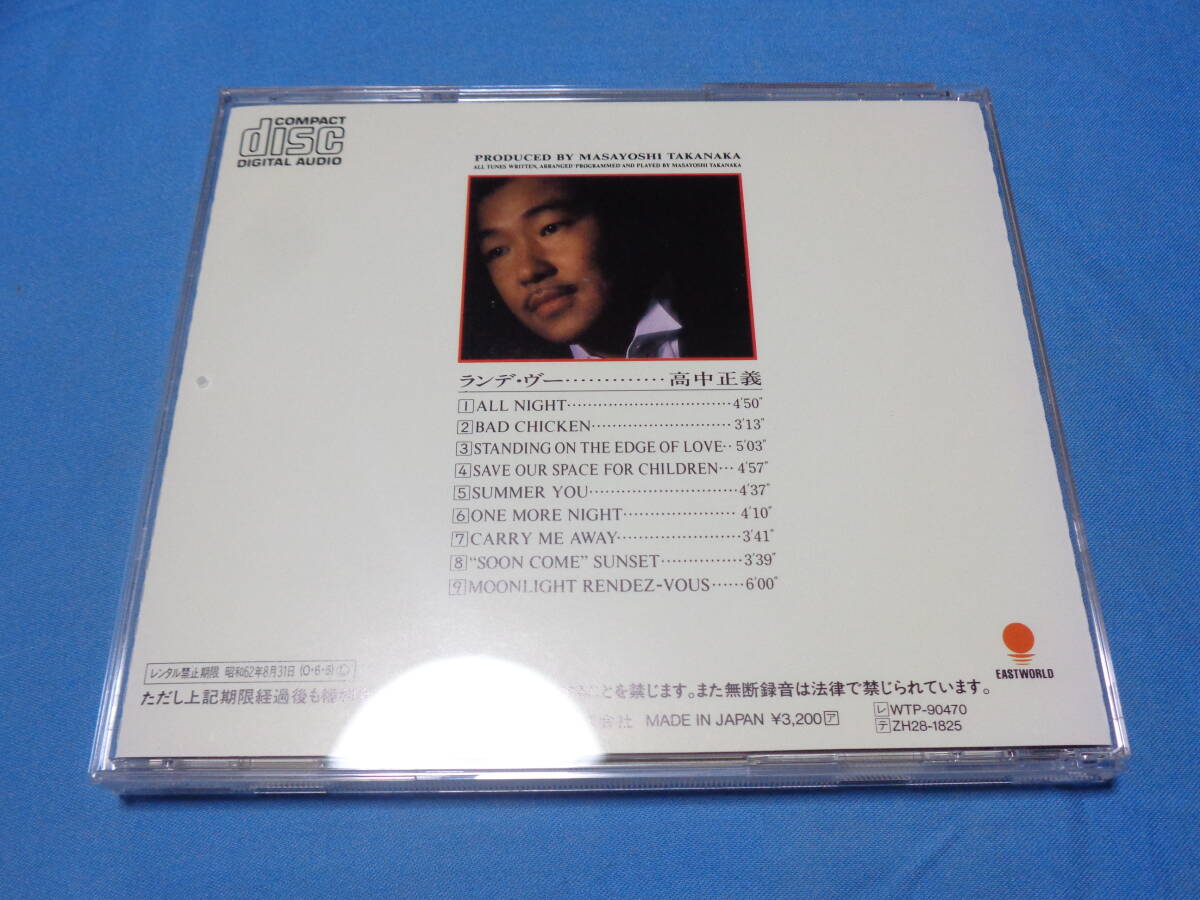 COMPACT
disc
DIGITAL AUDIO
PRODUCED BY MASAYOSHI TAKANAKA
ALL TUNES WRITTEN, ARRANGED/PROGRAMMED AND PLAYED BY MASAYOSHI TAKANAKA
ランデ・ヴー············高中正義
1 ALL NIGHT······························4'50"
2 BAD CHICKEN··························3'13"
3 STANDING ON THE EDGE OF LOVE·· 5'03"
4 SAVE OUR SPACE FOR CHILDREN··· 4'57"
5 SUMMER YOU···························4'37"
6 ONE MORE NIGHT····················4'10"
7 CARRY ME AWAY······················3'41"
8 “SOON COME” SUNSET···············3'39"
9 MOONLIGHT RENDEZ-VOUS······6'00"
EASTWORLD
レンタル禁止期限 昭和62年8月31日 (O・6・6) Ⓛ
ただし上記期限経過後も ことを禁じます。また無断録音は法律で禁じられています。
会社 MADE IN JAPAN ¥3,200 ア
レ WTP-90470
テ ZH28-1825